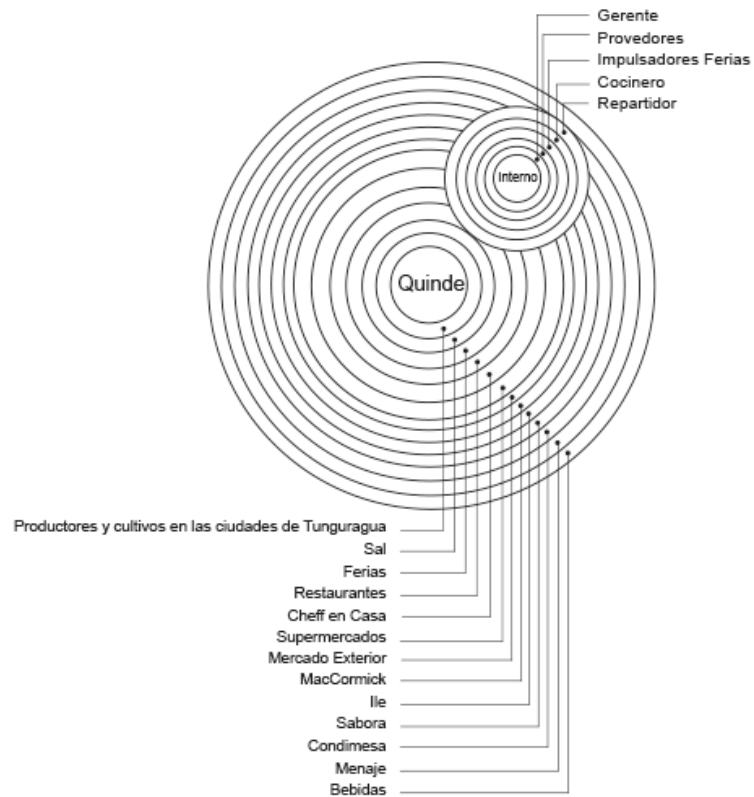 Gerente
Provedores
Impulsadores Ferias
Cocinero
Repartidor
Interno
Quinde
Productores y cultivos en las ciudades de Tunguragua
Sal
Ferias
Restaurantes
Cheff en Casa
Supermercados
Mercado Exterior
MacCormick
Ile
Sabora
Condimesa
Menaje
Bebidas